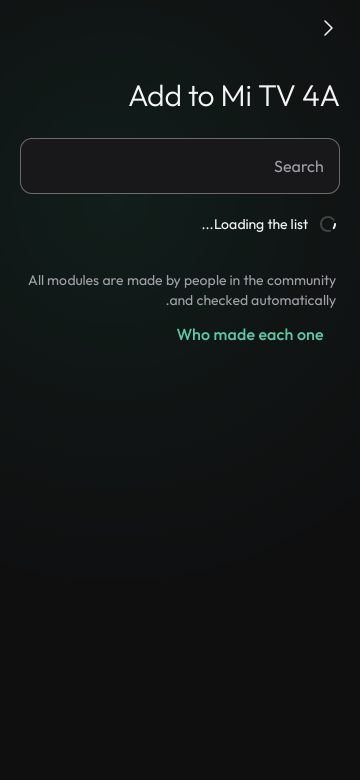 Add to Mi TV 4A
Search
...Loading the list
All modules are made by people in the community
.and checked automatically
Who made each one